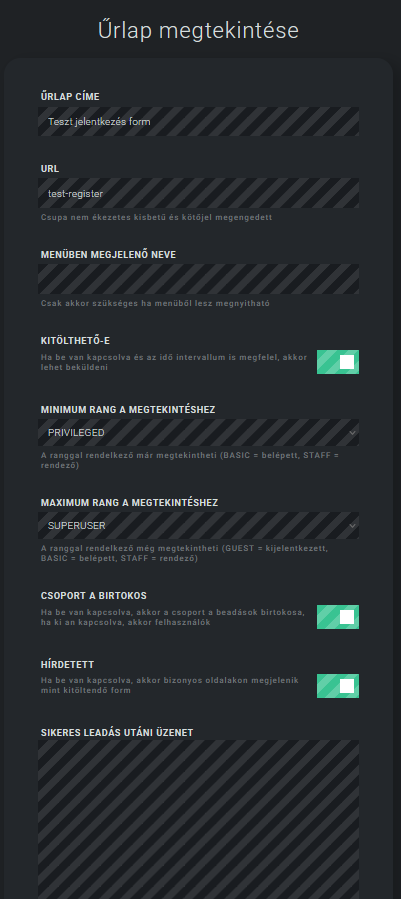 Űrlap megtekintése
ŰRLAP CÍME
Teszt jelentkezés form
URL
test-register
Csupa nem ékezetes kisbetű és kötőjel megengedett
MENÜBEN MEGJELENŐ NEVE
Csak akkor szükséges ha menüből lesz megnyitható
KITÖLTHETŐ-E
Ha be van kapcsolva és az idő intervallum is megfelel, akkor
lehet beküldeni
MINIMUM RANG A MEGTEKINTÉSHEZ
PRIVILEGED
A ranggal rendelkező már megtekintheti (BASIC = belépett, STAFF =
rendező)
MAXIMUM RANG A MEGTEKINTÉSHEZ
SUPERUSER
A ranggal rendelkező még megtekintheti (GUEST = kijelentkezett,
BASIC = belépett, STAFF = rendező)
CSOPORT A BIRTOKOS
Ha be van kapcsolva, akkor a csoport a beadások birtokosa,
ha ki an kapcsolva, akkor felhasználók
HÍRDETETT
Ha be van kapcsolva, akkor bizonyos oldalakon megjelenik
mint kitöltendő form
SIKERES LEADÁS UTÁNI ÜZENET